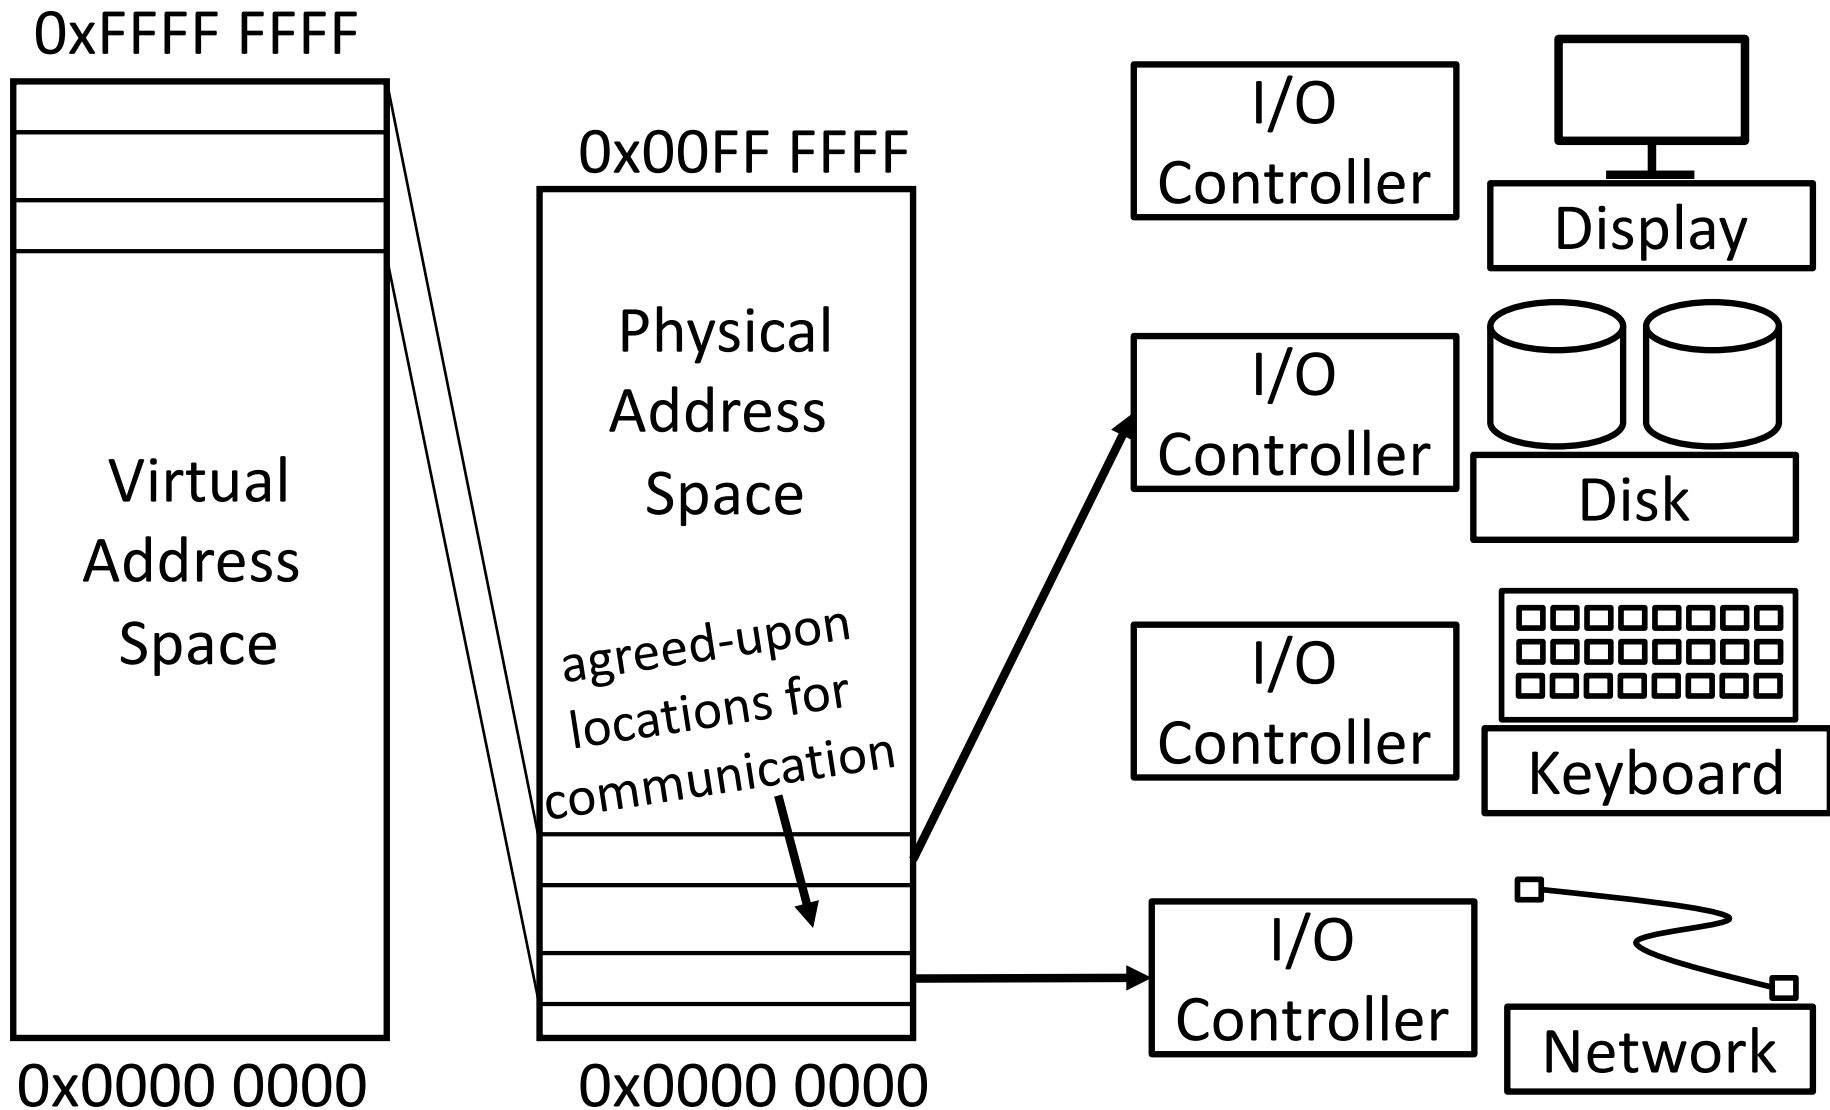 0xFFFF FFFF
Virtual
Address
Space
0x0000 0000
0x00FF FFFF
Physical
Address
Space
agreed-upon
locations for
communication
0x0000 0000
I/O
Controller
Display
I/O
Controller
Disk
I/O
Controller
Keyboard
I/O
Controller
Network